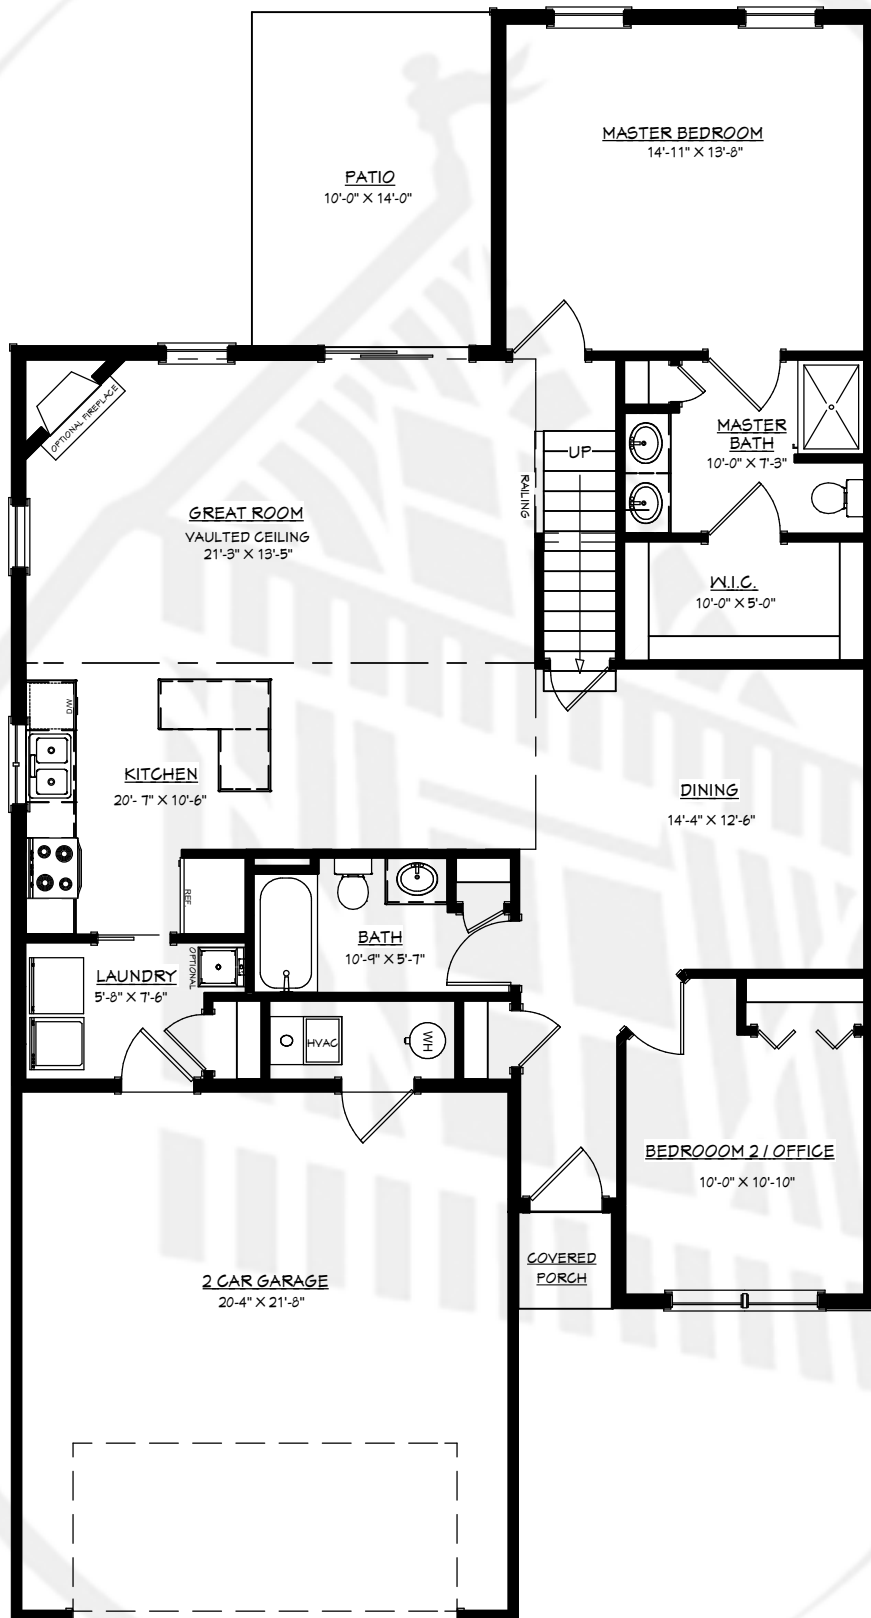 MASTER BEDROOM
14'-11" X 13'-8"
PATIO
10'-0" X 14'-0"
OPTIONAL FIREPLACE
GREAT ROOM
VAULTED CEILING
21'-3" X 13'-5"
RAILING
UP
MASTER
BATH
10'-0" X 7'-3"
W.I.C.
10'-0" X 5'-0"
D/W
KITCHEN
20'- 7" X 10'-6"
DINING
14'-4" X 12'-6"
REF
BATH
10'-9" X 5'-7"
LAUNDRY
5'-8" X 7'-6"
OPTIONAL
HVAC
WH
BEDROOOM 2 / OFFICE
10'-0" X 10'-10"
COVERED
PORCH
2 CAR GARAGE
20-4" X 21'-8"